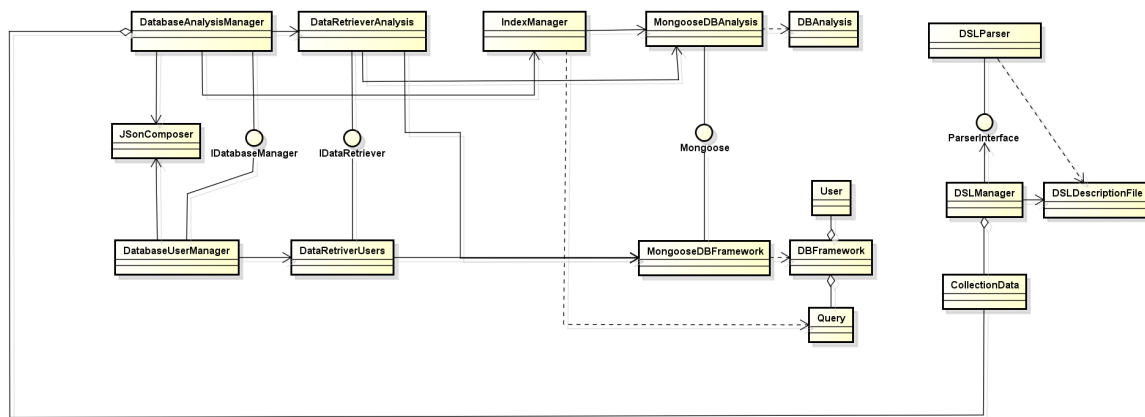 DatabaseAnalysisManager
DataRetrieverAnalysis
IndexManager
MongooseDBAnalysis
DBAnalysis
DSLParser
JSonComposer
IDatabaseManager
IDataRetriever
Mongoose
ParserInterface
User
DSLManager
DSLDescriptionFile
DatabaseUserManager
DataRetriverUsers
MongooseDBFramework
DBFramework
CollectionData
Query